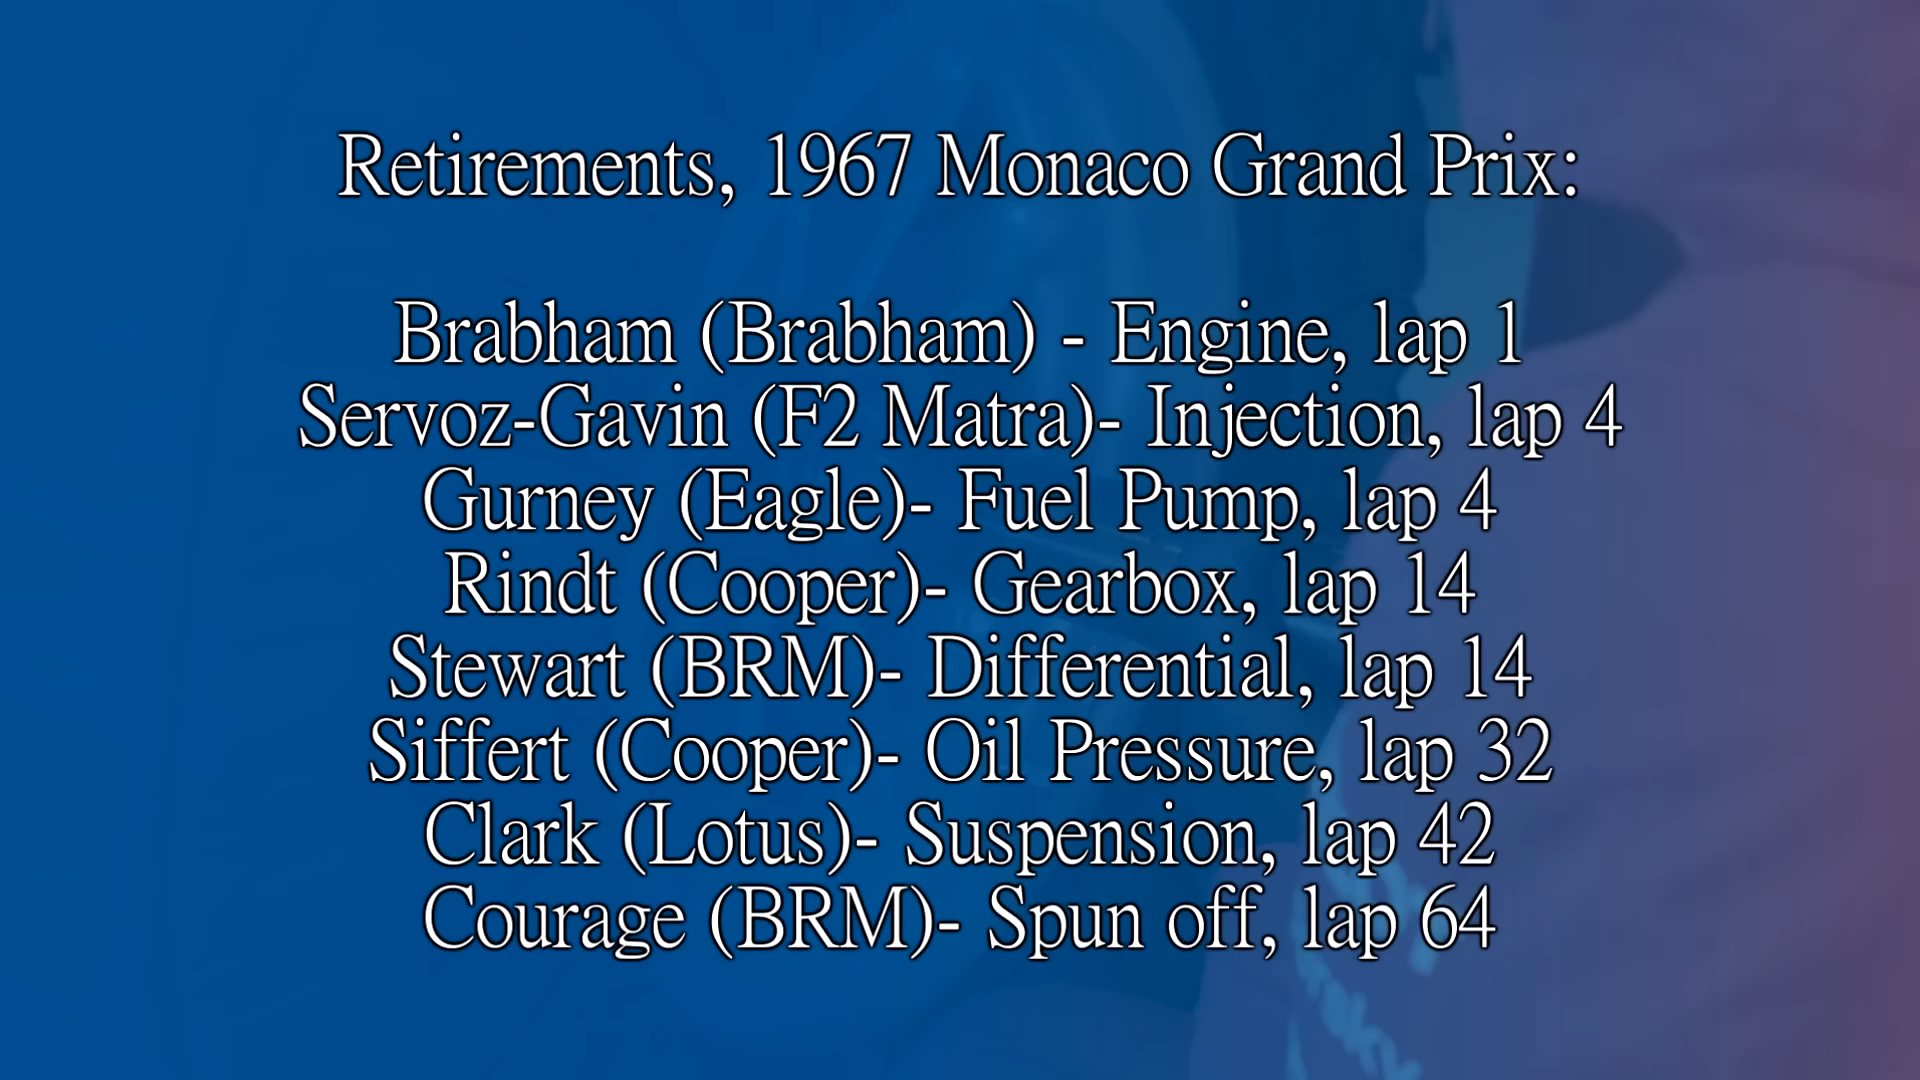 Retirements, 1967 Monaco Grand Prix:
Brabham (Brabham) - Engine, lap 1
Servoz-Gavin (F2 Matra)- Injection, lap 4
Gurney (Eagle)- Fuel Pump, lap 4
Rindt (Cooper)- Gearbox, lap 14
Stewart (BRM)- Differential, lap 14
Siffert (Cooper)- Oil Pressure, lap 32
Clark (Lotus)- Suspension, lap 42
Courage (BRM)- Spun off, lap 64